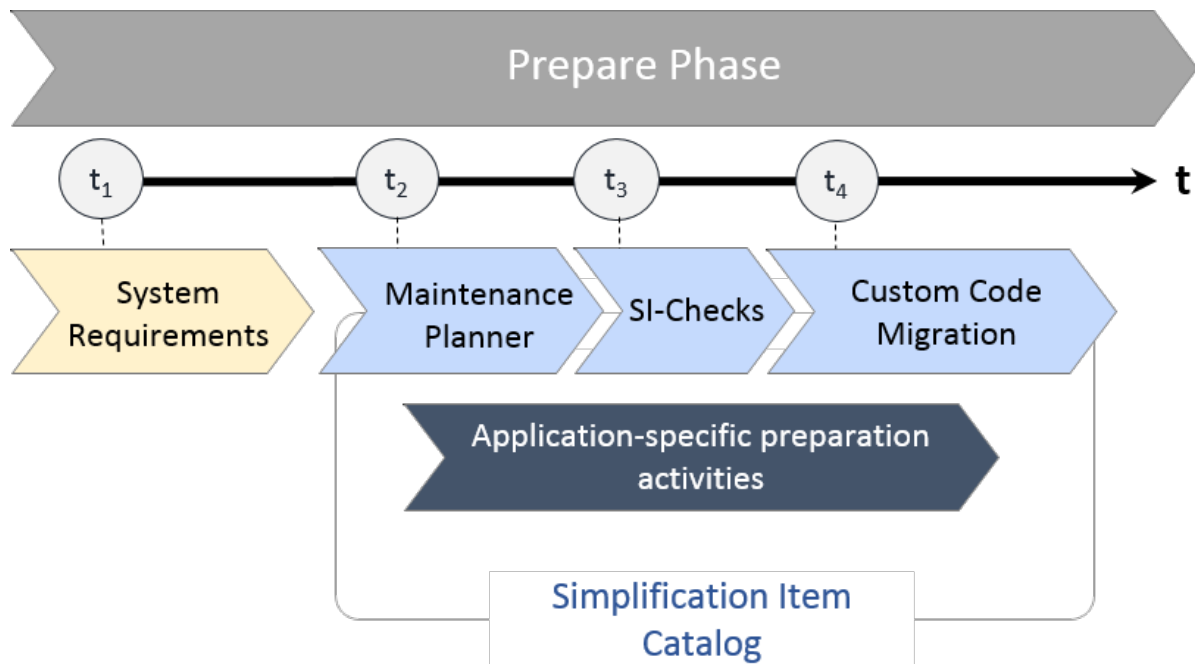 Prepare Phase
t₁
t₂
t₃
t₄
t
System
Requirements
Maintenance
Planner
SI-Checks
Custom Code
Migration
Application-specific preparation
activities
Simplification Item
Catalog